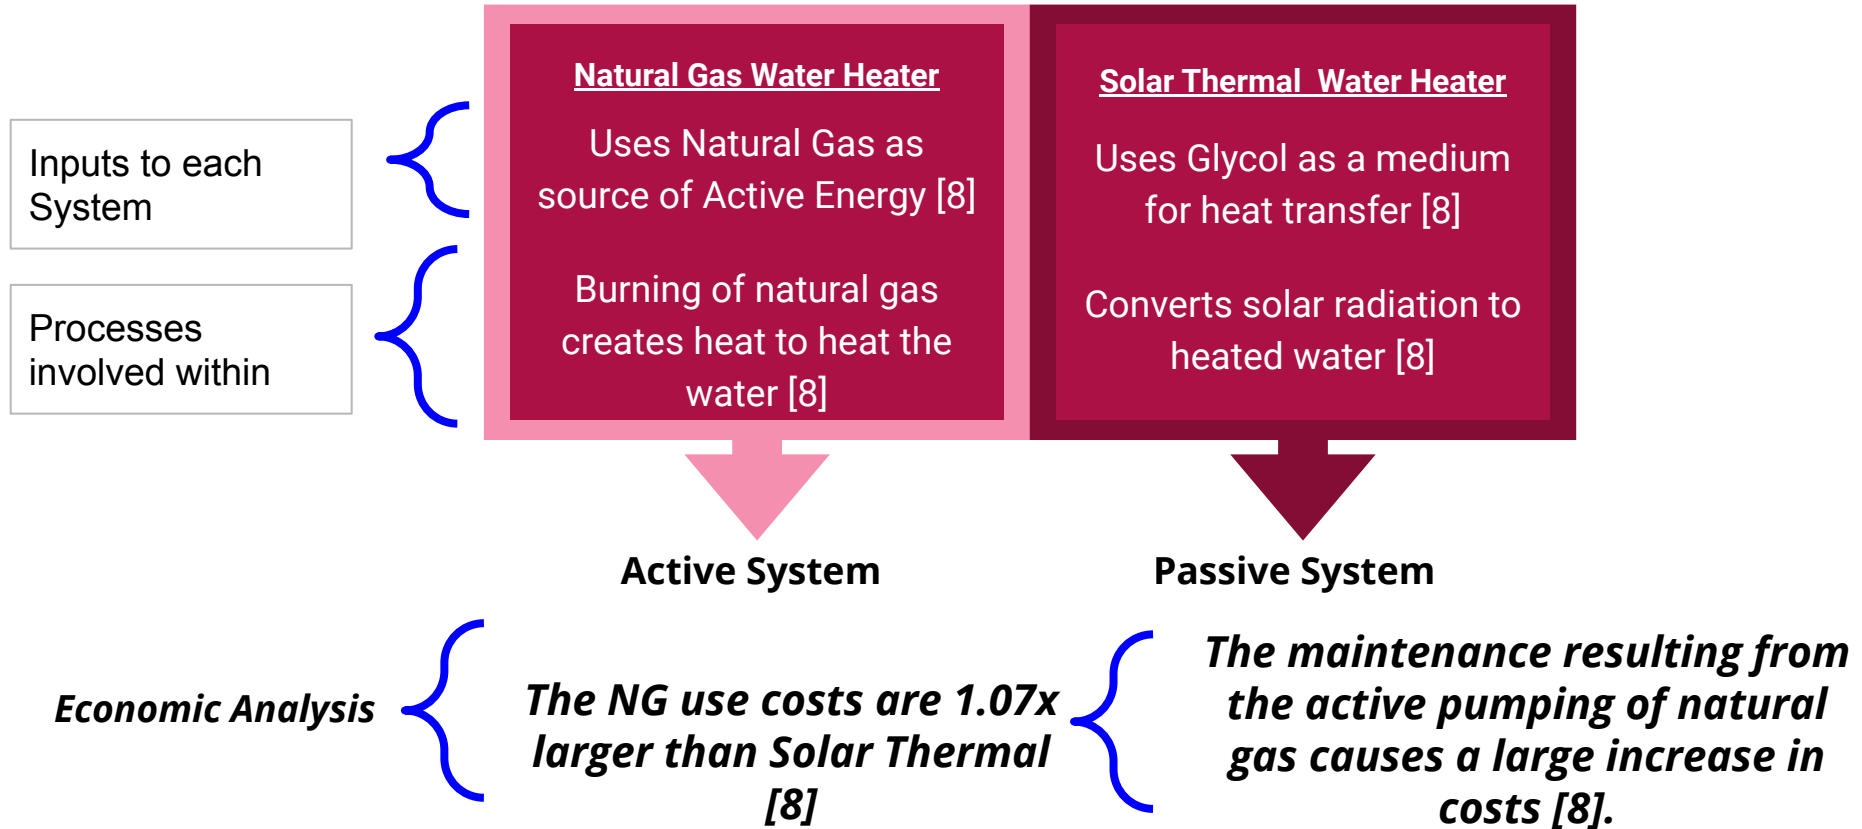 Natural Gas Water Heater
Uses Natural Gas as
source of Active Energy [8]
Burning of natural gas
creates heat to heat the
water [8]
Solar Thermal  Water Heater
Uses Glycol as a medium
for heat transfer [8]
Converts solar radiation to
heated water [8]
Inputs to each
System
Processes
involved within
Active System
Passive System
Economic Analysis
The NG use costs are 1.07x
larger than Solar Thermal
[8]
The maintenance resulting from
the active pumping of natural
gas causes a large increase in
costs [8].